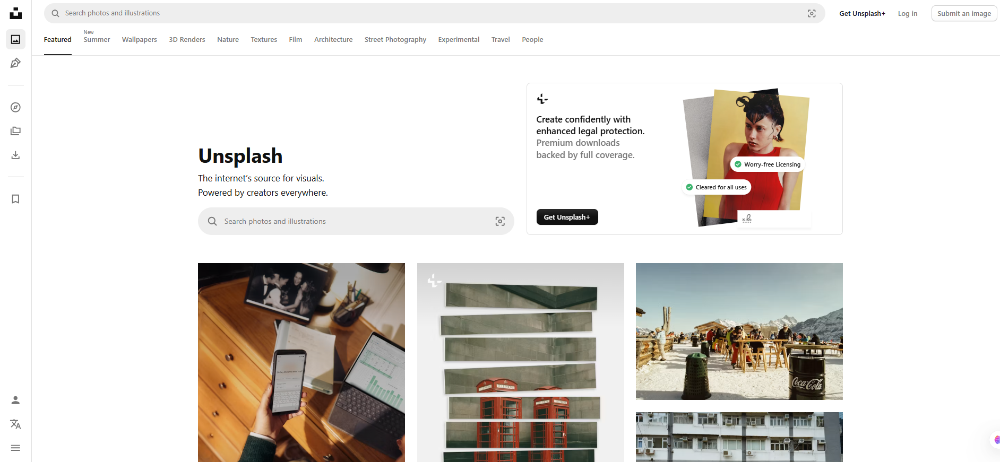 Search photos and illustrations
Get Unsplash+
Log in
Submit an image
Featured
New
Summer
Wallpapers
3D Renders
Nature
Textures
Film
Architecture
Street Photography
Experimental
Travel
People
Unsplash
The internet’s source for visuals.
Powered by creators everywhere.
Search photos and illustrations
Create confidently with
enhanced legal protection.
Premium downloads
backed by full coverage.
Worry-free Licensing
Cleared for all uses
Get Unsplash+
TELEPHONE
TELEPHONE
Coca-Cola